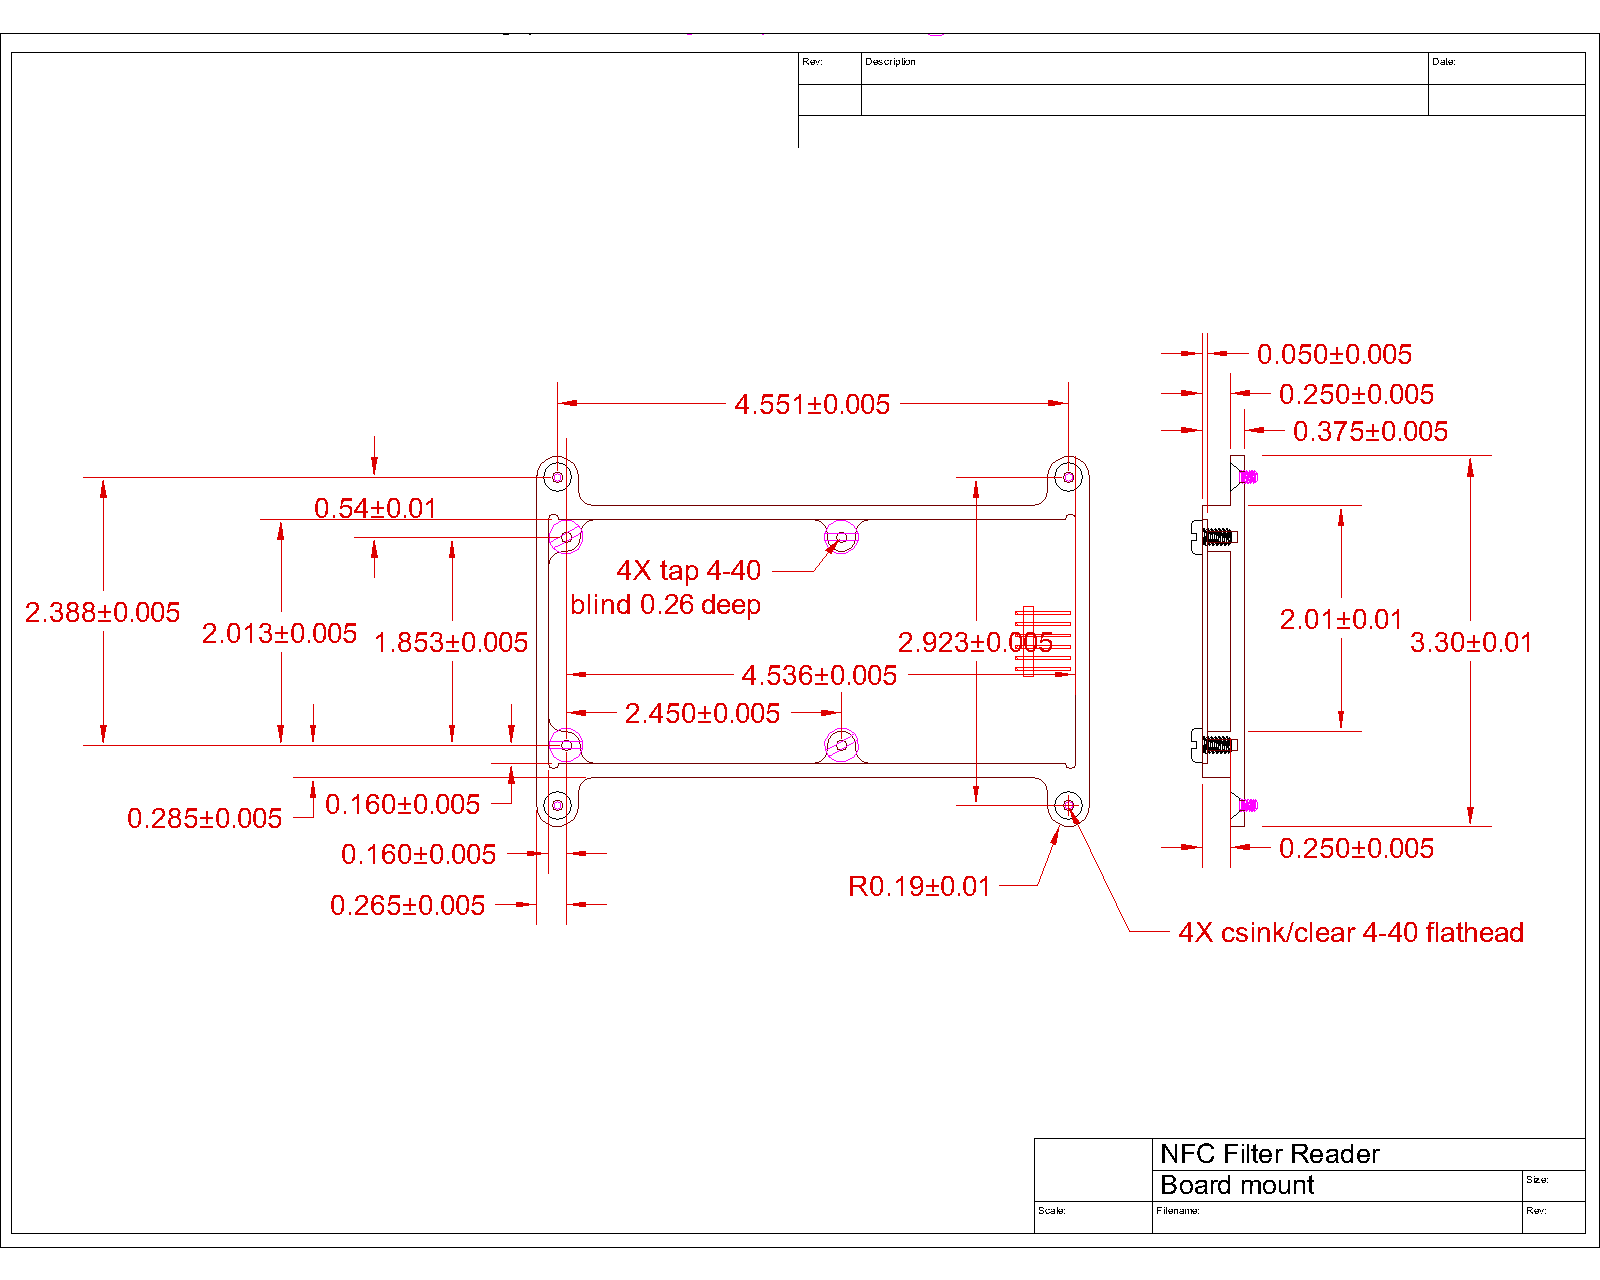 Rev:
Description
Date:
0.050±0.005
0.250±0.005
0.375±0.005
4.551±0.005
0.54±0.01
4X tap 4-40
blind 0.26 deep
2.388±0.005
2.013±0.005
1.853±0.005
2.923±0.005
2.01±0.01
3.30±0.01
4.536±0.005
2.450±0.005
0.285±0.005
0.160±0.005
0.160±0.005
0.250±0.005
R0.19±0.01
0.265±0.005
4X csink/clear 4-40 flathead
NFC Filter Reader
Board mount
Size:
Scale:
Filename:
Rev: